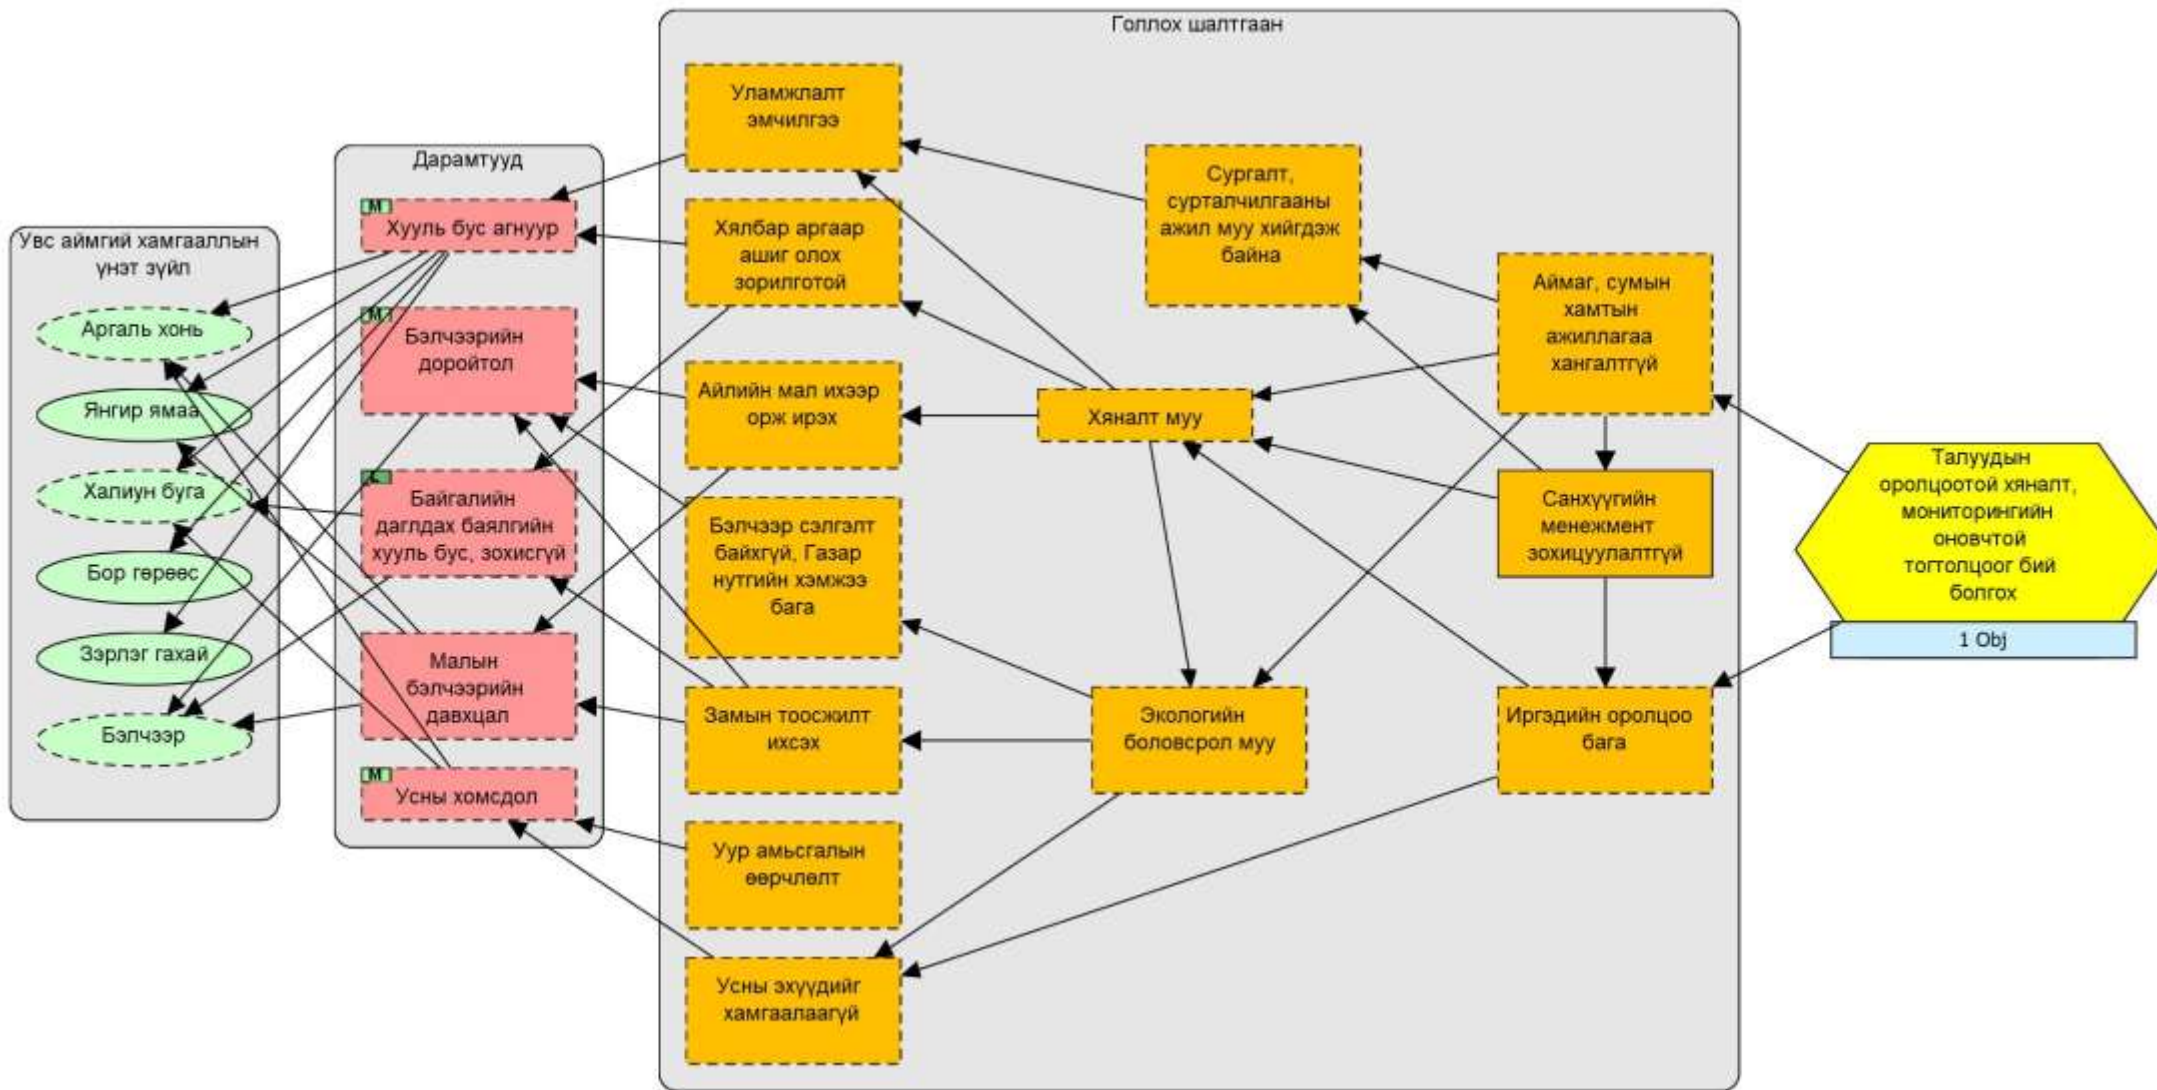 Голлох шалтгаан
Дарамтууд
Увс аймгий хамгааллын
үнэт зүйл
Аргаль хонь
Янгир ямаа
Халиун буга
Бор гөрөөс
Зэрлэг гахай
Бэлчээр
M
Хууль бус агнуур
M
Бэлчээрийн
доройтол
L
Байгалийн
даглдах баялгийн
хууль бус, зохисгүй
Малын
бэлчээрийн
давхцал
M
Усны хомсдол
Уламжлалт
эмчилгээ
Хялбар аргаар
ашиг олох
зорилготой
Айлийн мал ихээр
орж ирэх
Бэлчээр сэлгэлт
байхгүй, Газар
нутгийн хэмжээ
бага
Замын тоосжилт
ихсэх
Уур амьсгалын
өөрчлөлт
Усны эхүүдийг
хамгаалаагүй
Сургалт,
сурталчилгааны
ажил муу хийгдэж
байна
Хяналт муу
Экологийн
боловсрол муу
Аймаг, сумын
хамтын
ажиллагаа
хангалтгүй
Санхүүгийн
менежмент
зохицуулалтгүй
Иргэдийн оролцоо
бага
Талуудын
оролцоотой хяналт,
мониторингийн
оновчтой
тогтолцоог бий
болгох
1 Obj